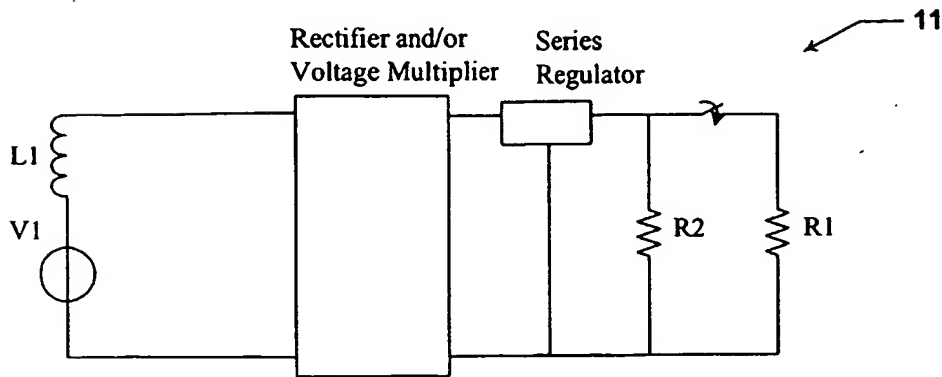 11
Rectifier and/or
Voltage Multiplier
Series
Regulator
L1
V1
R2
R1